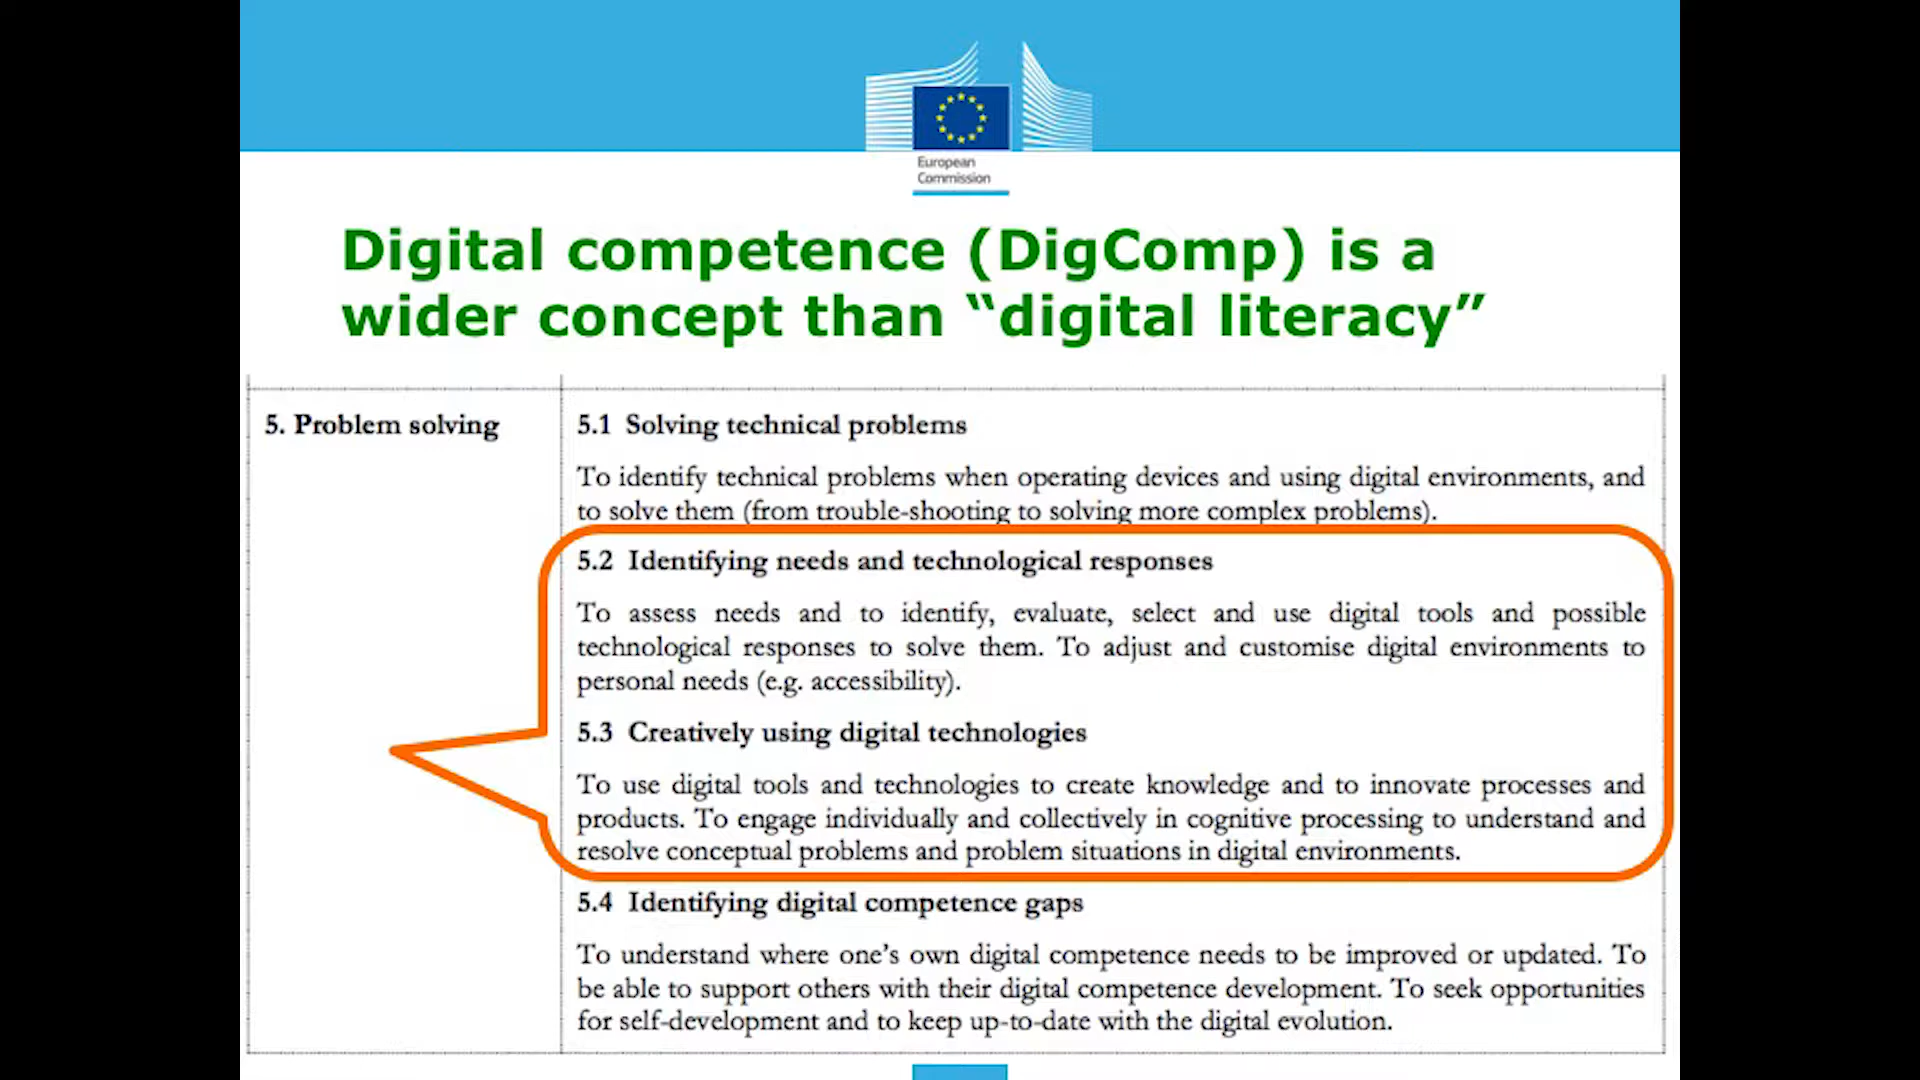 European
Commission
Digital competence (DigComp) is a
wider concept than “digital literacy”
5. Problem solving
5.1 Solving technical problems
To identify technical problems when operating devices and using digital environments, and
to solve them (from trouble-shooting to solving more complex problems).
5.2 Identifying needs and technological responses
To assess needs and to identify, evaluate, select and use digital tools and possible
technological responses to solve them. To adjust and customise digital environments to
personal needs (e.g. accessibility).
5.3 Creatively using digital technologies
To use digital tools and technologies to create knowledge and to innovate processes and
products. To engage individually and collectively in cognitive processing to understand and
resolve conceptual problems and problem situations in digital environments.
5.4 Identifying digital competence gaps
To understand where one’s own digital competence needs to be improved or updated. To
be able to support others with their digital competence development. To seek opportunities
for self-development and to keep up-to-date with the digital evolution.